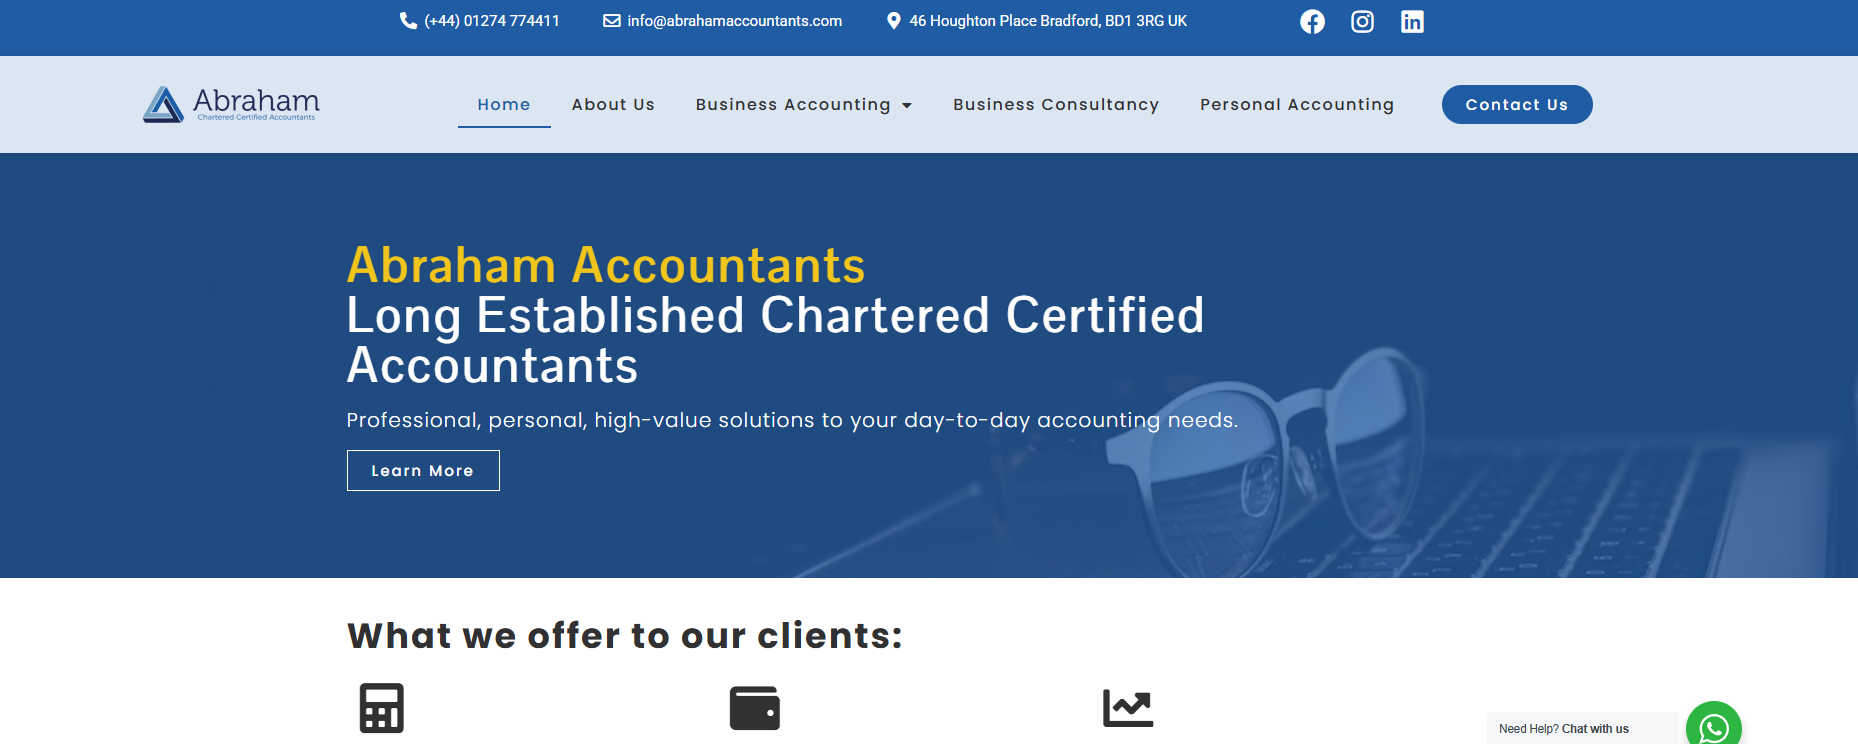 (+44) 01274 774411
info@abrahamaccountants.com
46 Houghton Place Bradford, BD1 3RG UK
Abraham
Chartered Certified Accountants
Home
About Us
Business Accounting
Business Consultancy
Personal Accounting
Contact Us
Abraham Accountants
Long Established Chartered Certified
Accountants
Professional, personal, high-value solutions to your day-to-day accounting needs.
Learn More
What we offer to our clients:
Need Help? Chat with us